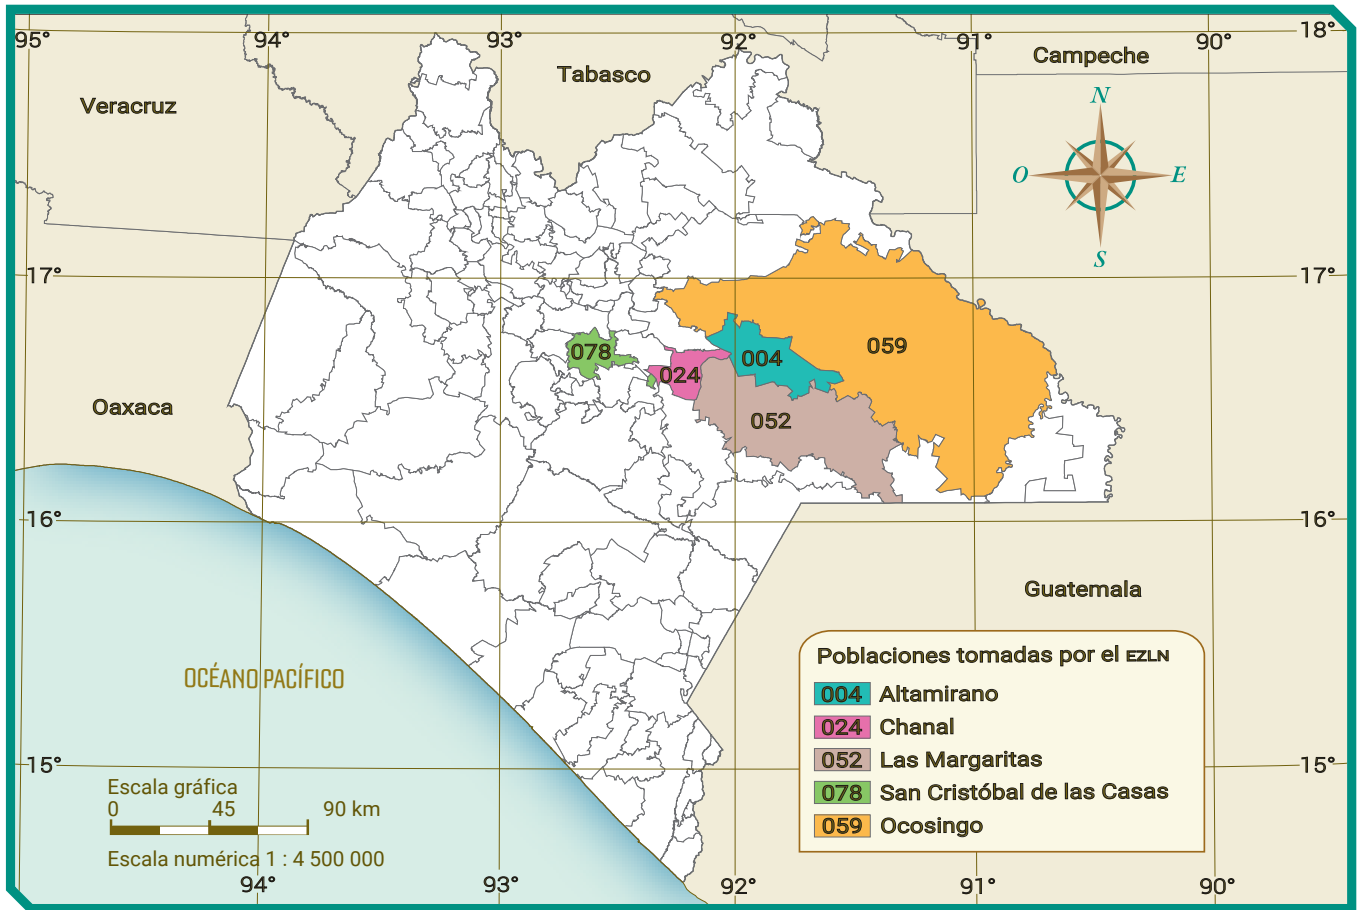 95°
94°
93°
92°
91°
90°
18°
Campeche
Tabasco
Veracruz
N
O
E
S
17°
17°
078
004
059
024
052
Oaxaca
16°
16°
Guatemala
OCÉANO PACÍFICO
Poblaciones tomadas por el EZLN
004 Altamirano
024 Chanal
052 Las Margaritas
078 San Cristóbal de las Casas
059 Ocosingo
15°
15°
Escala gráfica
0 45 90 km
Escala numérica 1 : 4 500 000
94°
93°
92°
91°
90°